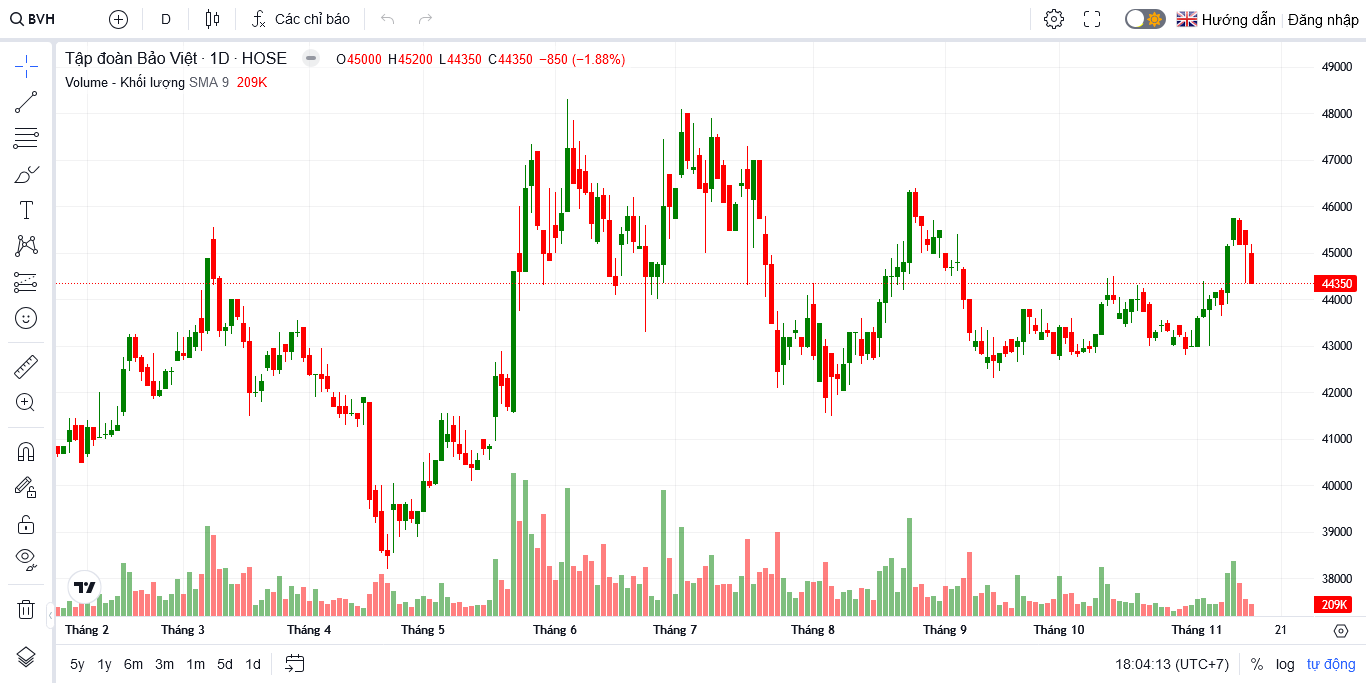 BVH D Các chỉ báo Hướng dẫn Đăng nhập
Tập đoàn Bảo Việt · 1D · HOSE O45000 H45200 L44350 C44350 −850 (−1.88%)
Volume - Khối lượng SMA 9 209K
49000
48000
47000
46000
45000
44350
44000
43000
42000
41000
40000
39000
38000
209K
Tháng 2 Tháng 3 Tháng 4 Tháng 5 Tháng 6 Tháng 7 Tháng 8 Tháng 9 Tháng 10 Tháng 11 21
5y 1y 6m 3m 1m 5d 1d 18:04:13 (UTC+7) % log tự động